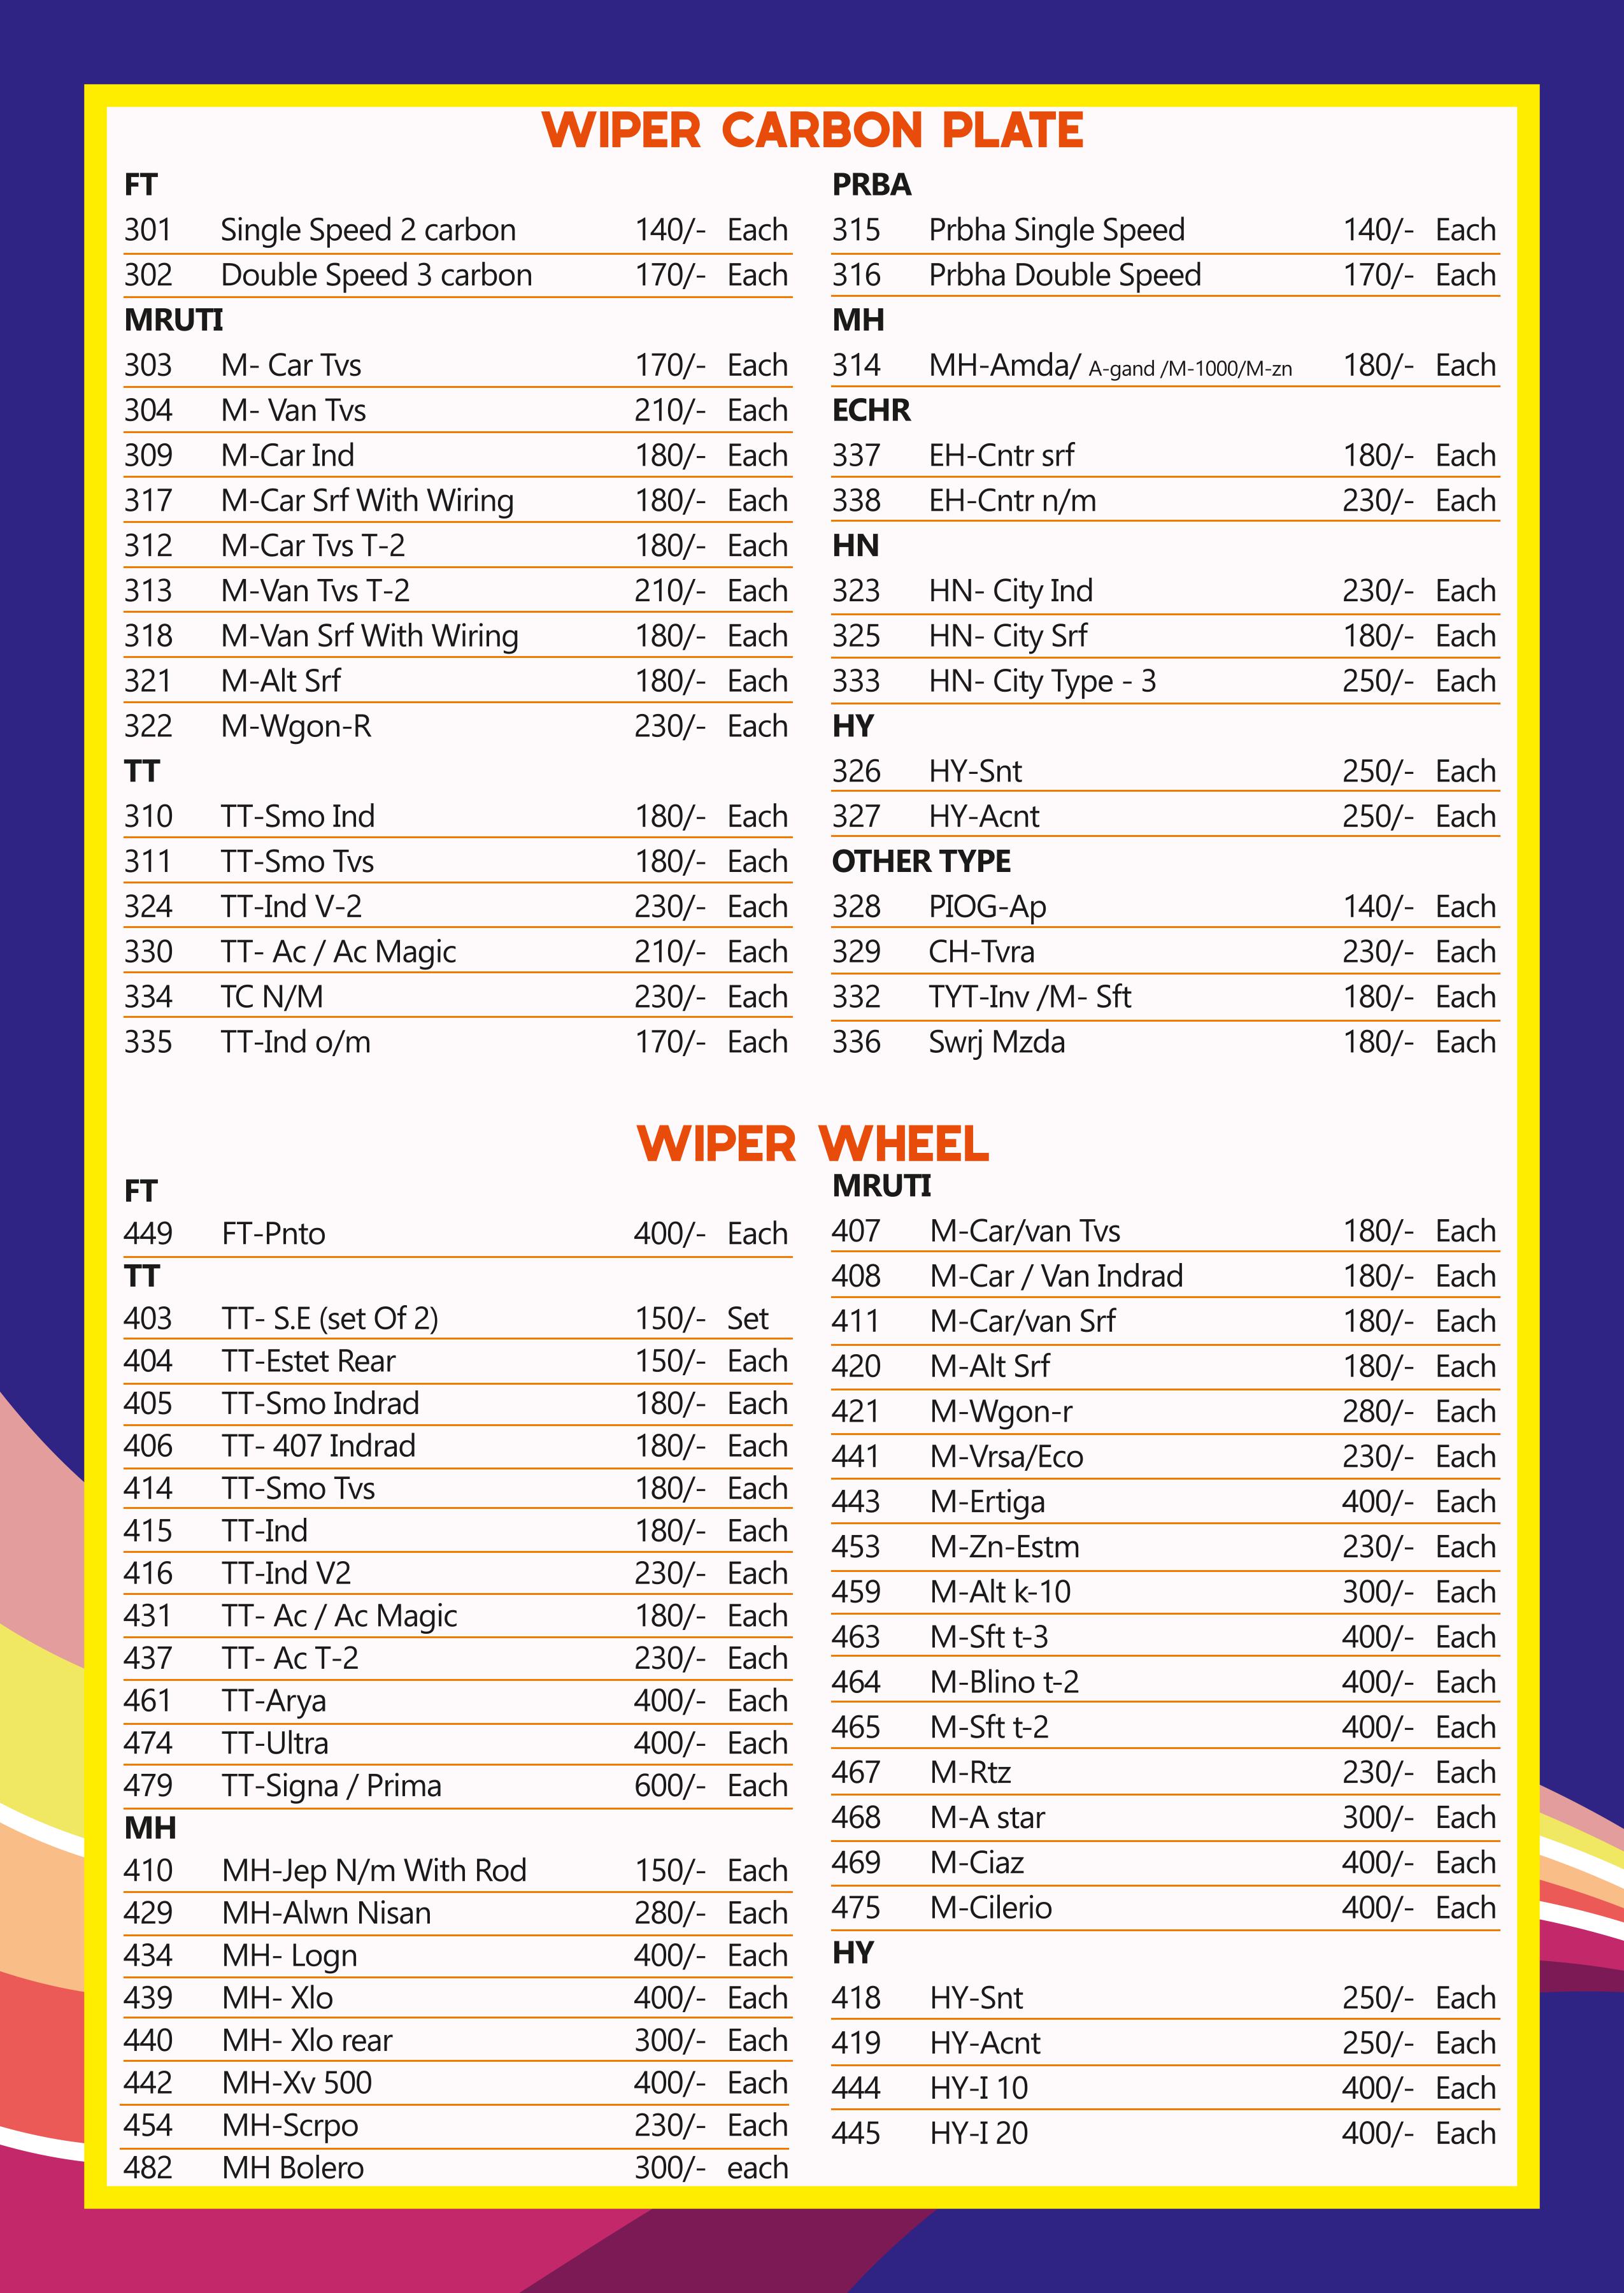 WIPER CARBON PLATE
FT
301 Single Speed 2 carbon 140/- Each
302 Double Speed 3 carbon 170/- Each
MRUTI
303 M- Car Tvs 170/- Each
304 M- Van Tvs 210/- Each
309 M-Car Ind 180/- Each
317 M-Car Srf With Wiring 180/- Each
312 M-Car Tvs T-2 180/- Each
313 M-Van Tvs T-2 210/- Each
318 M-Van Srf With Wiring 180/- Each
321 M-Alt Srf 180/- Each
322 M-Wgon-R 230/- Each
TT
310 TT-Smo Ind 180/- Each
311 TT-Smo Tvs 180/- Each
324 TT-Ind V-2 230/- Each
330 TT- Ac / Ac Magic 210/- Each
334 TC N/M 230/- Each
335 TT-Ind o/m 170/- Each
PRBA
315 Prbha Single Speed 140/- Each
316 Prbha Double Speed 170/- Each
MH
314 MH-Amda/ A-gand /M-1000/M-zn 180/- Each
ECHR
337 EH-Cntr srf 180/- Each
338 EH-Cntr n/m 230/- Each
HN
323 HN- City Ind 230/- Each
325 HN- City Srf 180/- Each
333 HN- City Type - 3 250/- Each
HY
326 HY-Snt 250/- Each
327 HY-Acnt 250/- Each
OTHER TYPE
328 PIOG-Ap 140/- Each
329 CH-Tvra 230/- Each
332 TYT-Inv /M- Sft 180/- Each
336 Swrj Mzda 180/- Each
WIPER WHEEL
FT
449 FT-Pnto 400/- Each
TT
403 TT- S.E (set Of 2) 150/- Set
404 TT-Estet Rear 150/- Each
405 TT-Smo Indrad 180/- Each
406 TT- 407 Indrad 180/- Each
414 TT-Smo Tvs 180/- Each
415 TT-Ind 180/- Each
416 TT-Ind V2 230/- Each
431 TT- Ac / Ac Magic 180/- Each
437 TT- Ac T-2 230/- Each
461 TT-Arya 400/- Each
474 TT-Ultra 400/- Each
479 TT-Signa / Prima 600/- Each
MH
410 MH-Jep N/m With Rod 150/- Each
429 MH-Alwn Nisan 280/- Each
434 MH- Logn 400/- Each
439 MH- Xlo 400/- Each
440 MH- Xlo rear 300/- Each
442 MH-Xv 500 400/- Each
454 MH-Scrpo 230/- Each
482 MH Bolero 300/- each
MRUTI
407 M-Car/van Tvs 180/- Each
408 M-Car / Van Indrad 180/- Each
411 M-Car/van Srf 180/- Each
420 M-Alt Srf 180/- Each
421 M-Wgon-r 280/- Each
441 M-Vrsa/Eco 230/- Each
443 M-Ertiga 400/- Each
453 M-Zn-Estm 230/- Each
459 M-Alt k-10 300/- Each
463 M-Sft t-3 400/- Each
464 M-Blino t-2 400/- Each
465 M-Sft t-2 400/- Each
467 M-Rtz 230/- Each
468 M-A star 300/- Each
469 M-Ciaz 400/- Each
475 M-Cilerio 400/- Each
HY
418 HY-Snt 250/- Each
419 HY-Acnt 250/- Each
444 HY-I 10 400/- Each
445 HY-I 20 400/- Each